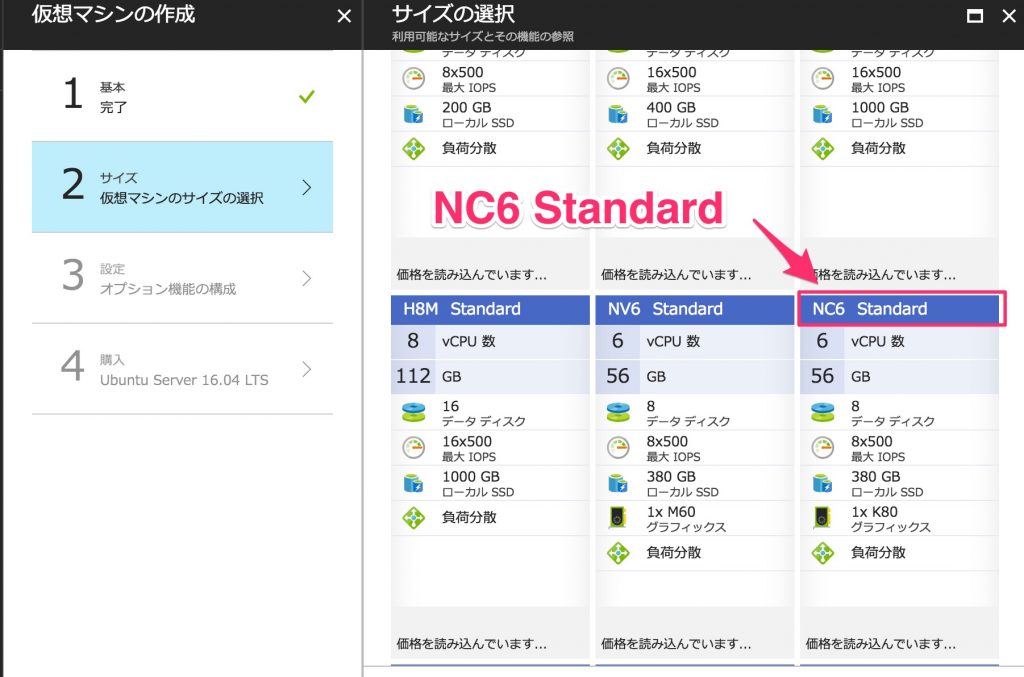 仮想マシンの作成
1
基本
完了
2
サイズ
仮想マシンのサイズの選択
3
設定
オプション機能の構成
4
購入
Ubuntu Server 16.04 LTS
サイズの選択
利用可能なサイズとその機能の参照
データ ディスク
8x500
最大 IOPS
200 GB
ローカル SSD
負荷分散
価格を読み込んでいます...
データ ディスク
16x500
最大 IOPS
400 GB
ローカル SSD
負荷分散
価格を読み込んでいます...
データ ディスク
16x500
最大 IOPS
1000 GB
ローカル SSD
負荷分散
価格を読み込んでいます...
NC6 Standard
H8M Standard
8 vCPU 数
112 GB
16
データ ディスク
16x500
最大 IOPS
1000 GB
ローカル SSD
負荷分散
価格を読み込んでいます...
NV6 Standard
6 vCPU 数
56 GB
8
データ ディスク
8x500
最大 IOPS
380 GB
ローカル SSD
1x M60
グラフィックス
負荷分散
価格を読み込んでいます...
NC6 Standard
6 vCPU 数
56 GB
8
データ ディスク
8x500
最大 IOPS
380 GB
ローカル SSD
1x K80
グラフィックス
負荷分散
価格を読み込んでいます...